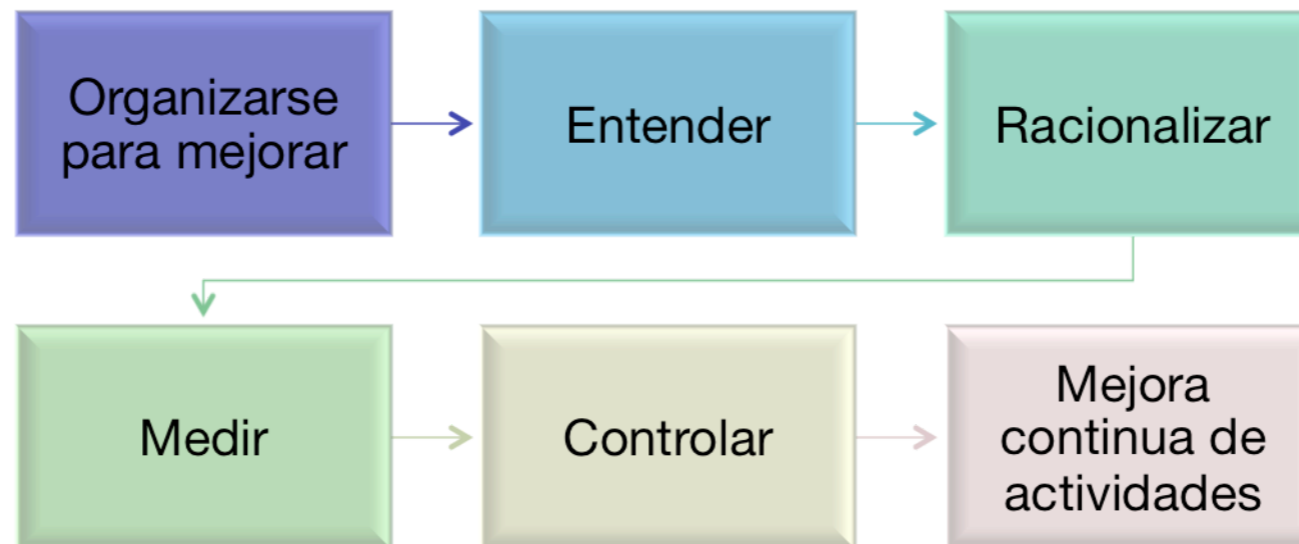 Organizarse
para mejorar
Entender
Racionalizar
Medir
Controlar
Mejora
continua de
actividades